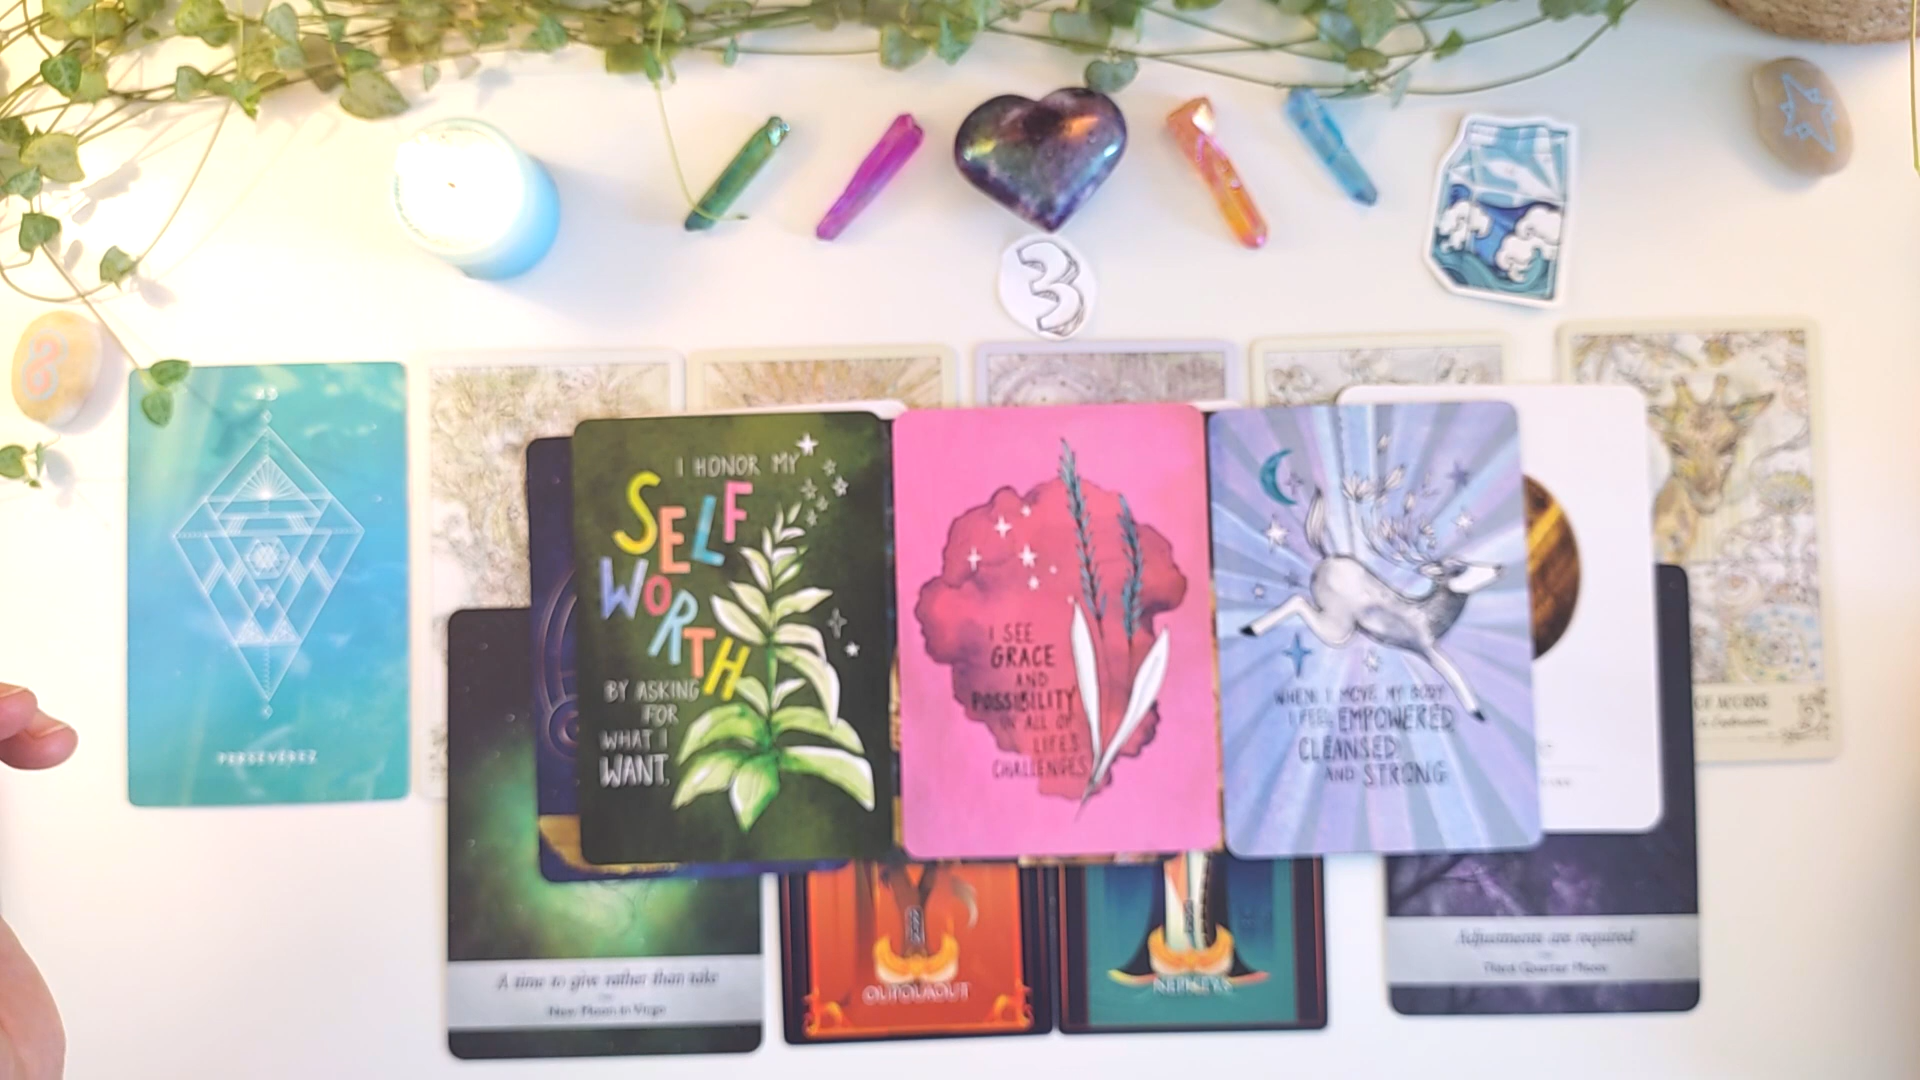 3
23
PERSEVÉREZ
I HONOR MY
SELF
WORTH
BY ASKING
FOR
WHAT I
WANT.
I SEE
GRACE
AND
POSSIBILITY
IN ALL OF
LIFE'S
CHALLENGES
WHEN I MOVE MY BODY
I FEEL EMPOWERED,
CLEANSED
AND STRONG.
A time to give rather than take
New Moon in Virgo
Adjustments are required
Third Quarter Moon